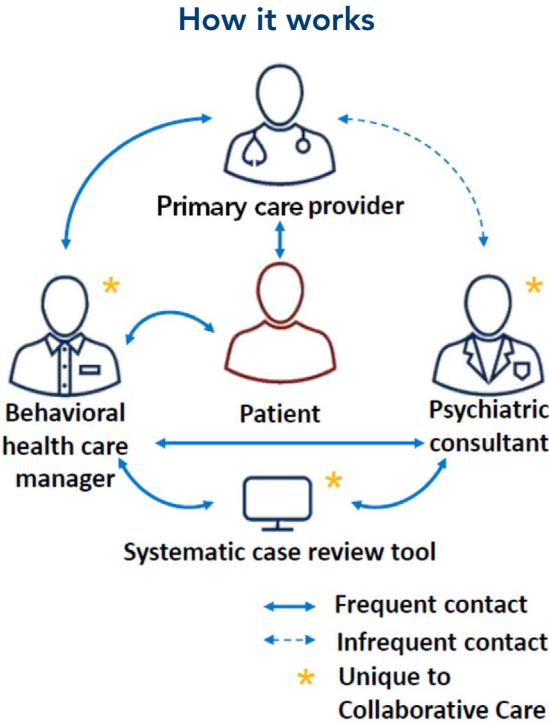 How it works
Primary care provider
Behavioral
health care
manager
Patient
Psychiatric
consultant
Systematic case review tool
Frequent contact
Infrequent contact
* Unique to
Collaborative Care